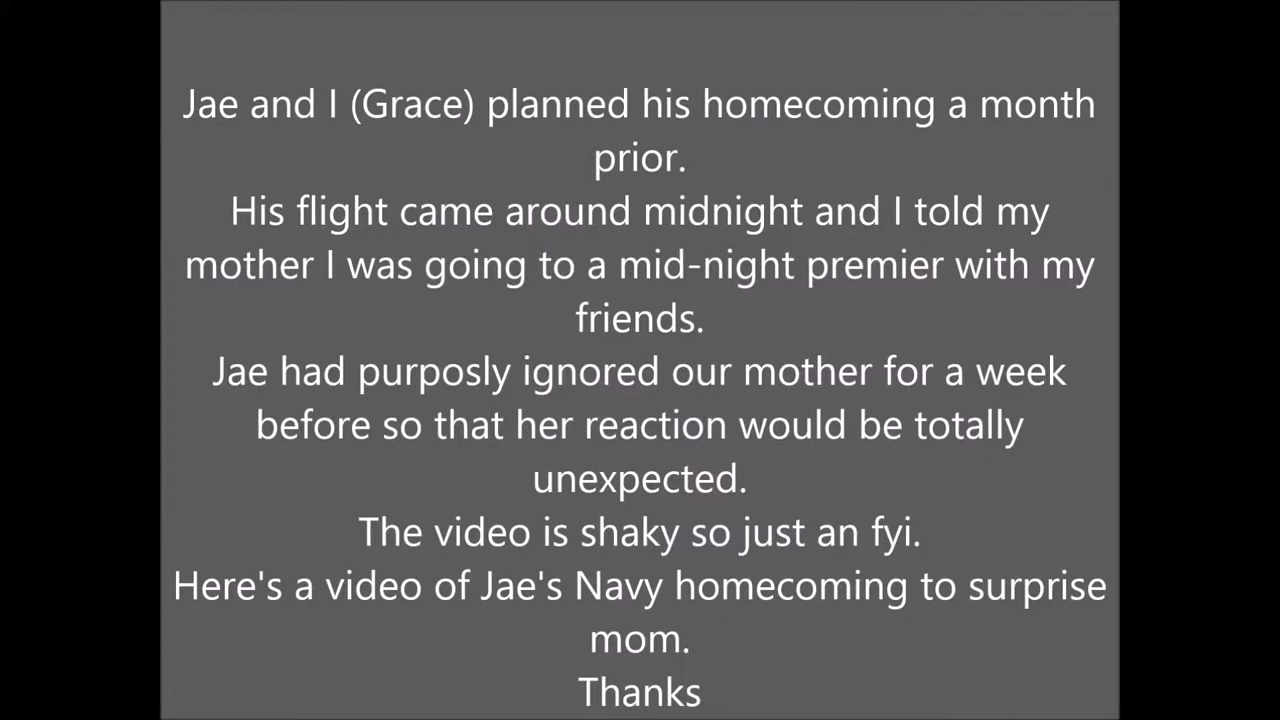 Jae and I (Grace) planned his homecoming a month
prior.
His flight came around midnight and I told my
mother I was going to a mid-night premier with my
friends.
Jae had purposly ignored our mother for a week
before so that her reaction would be totally
unexpected.
The video is shaky so just an fyi.
Here's a video of Jae's Navy homecoming to surprise
mom.
Thanks